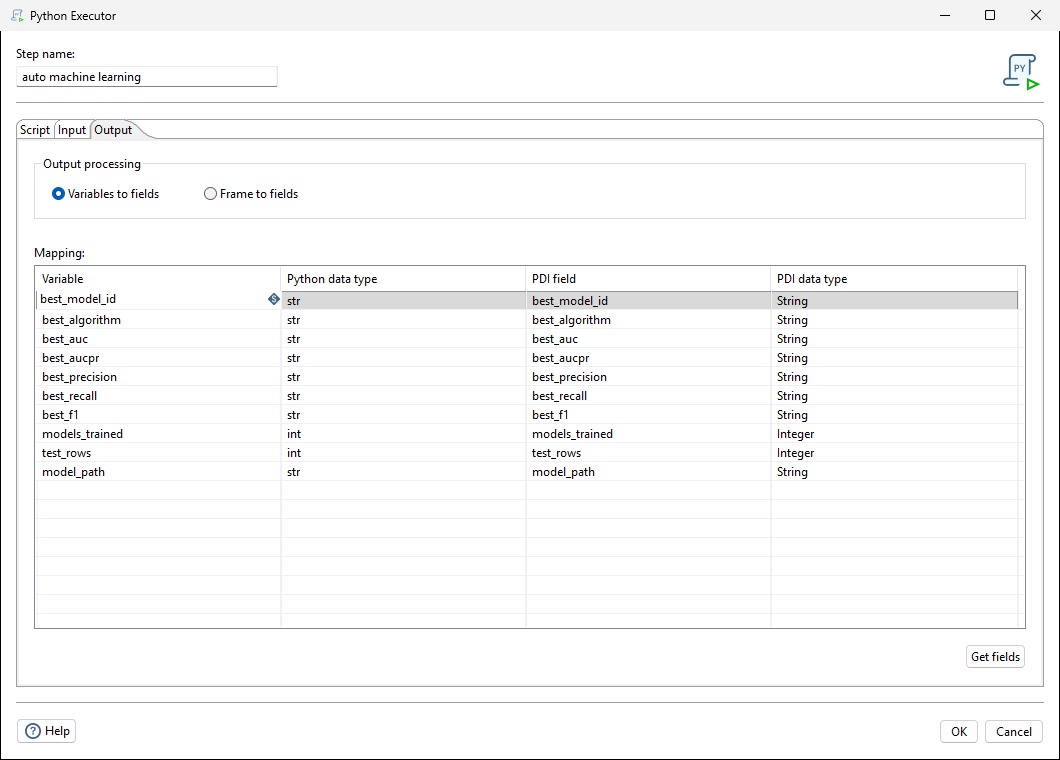 Python Executor
Step name:
auto machine learning
PY
Script Input Output
Output processing
Variables to fields Frame to fields
Mapping:
Variable Python data type PDI field PDI data type
best_model_id S str best_model_id String
best_algorithm str best_algorithm String
best_auc str best_auc String
best_aucpr str best_aucpr String
best_precision str best_precision String
best_recall str best_recall String
best_f1 str best_f1 String
models_trained int models_trained Integer
test_rows int test_rows Integer
model_path str model_path String
Get fields
? Help OK Cancel